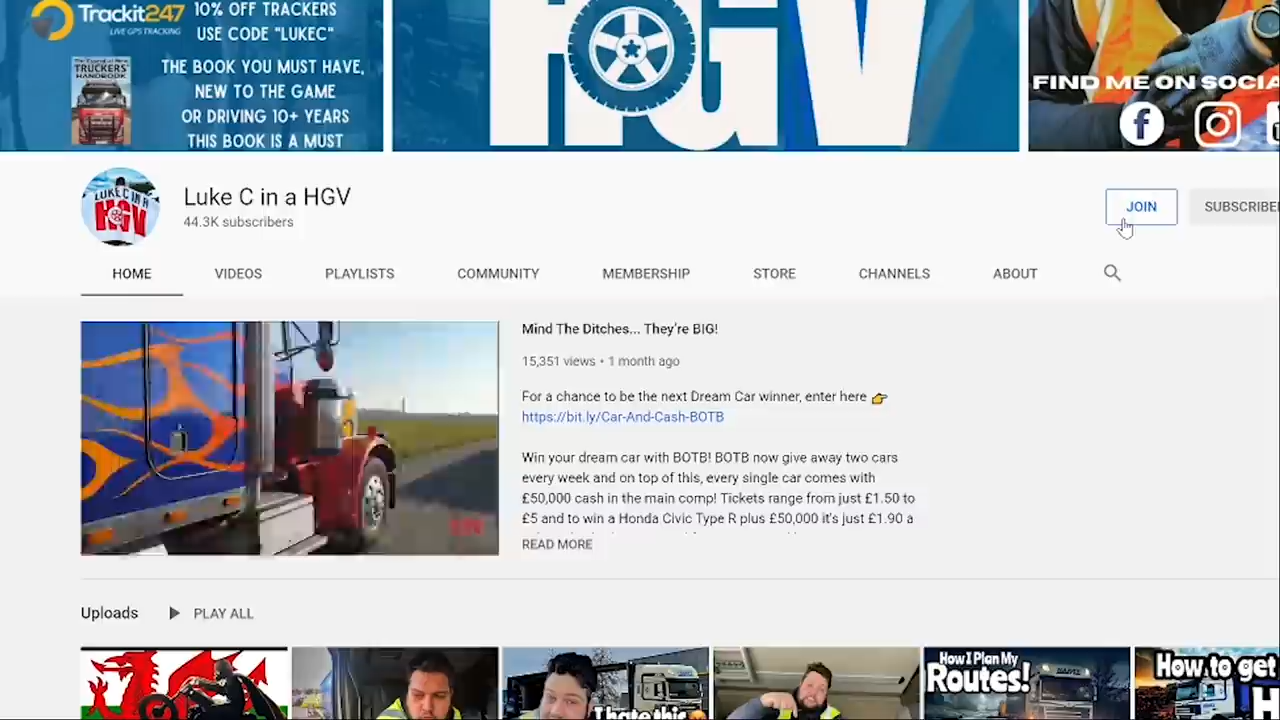 Trackit247
LIVE GPS TRACKING
10% OFF TRACKERS
USE CODE "LUKEC"
TRUCKERS'
HANDBOOK
THE BOOK YOU MUST HAVE,
NEW TO THE GAME
OR DRIVING 10+ YEARS
THIS BOOK IS A MUST
HGV
FIND ME ON SOCIA
LUKE C IN A
HGV
Luke C in a HGV
44.3K subscribers
JOIN
SUBSCRIBE
HOME
VIDEOS
PLAYLISTS
COMMUNITY
MEMBERSHIP
STORE
CHANNELS
ABOUT
Mind The Ditches... They're BIG!
15,351 views • 1 month ago
For a chance to be the next Dream Car winner, enter here 👉
https://bit.ly/Car-And-Cash-BOTB
Win your dream car with BOTB! BOTB now give away two cars
every week and on top of this, every single car comes with
£50,000 cash in the main comp! Tickets range from just £1.50 to
£5 and to win a Honda Civic Type R plus £50,000 it's just £1.90 a
READ MORE
Uploads
PLAY ALL
I hate this
How I Plan My
Routes!
How to get
H